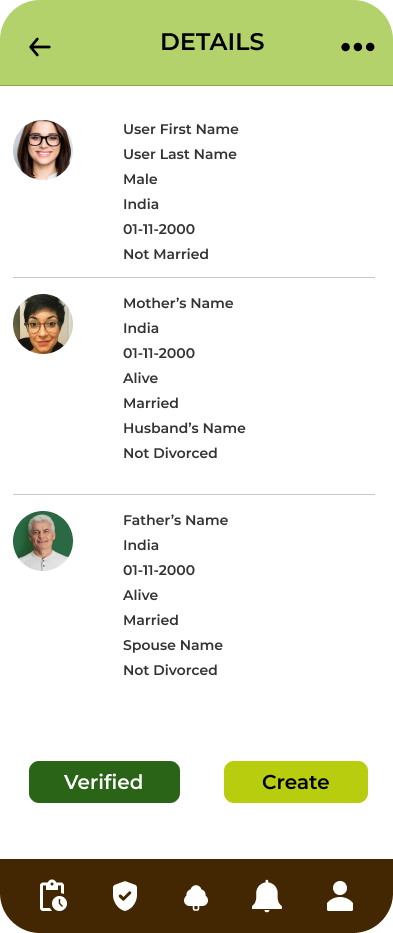 DETAILS
User First Name
User Last Name
Male
India
01-11-2000
Not Married
Mother's Name
India
01-11-2000
Alive
Married
Husband's Name
Not Divorced
Father's Name
India
01-11-2000
Alive
Married
Spouse Name
Not Divorced
Verified
Create